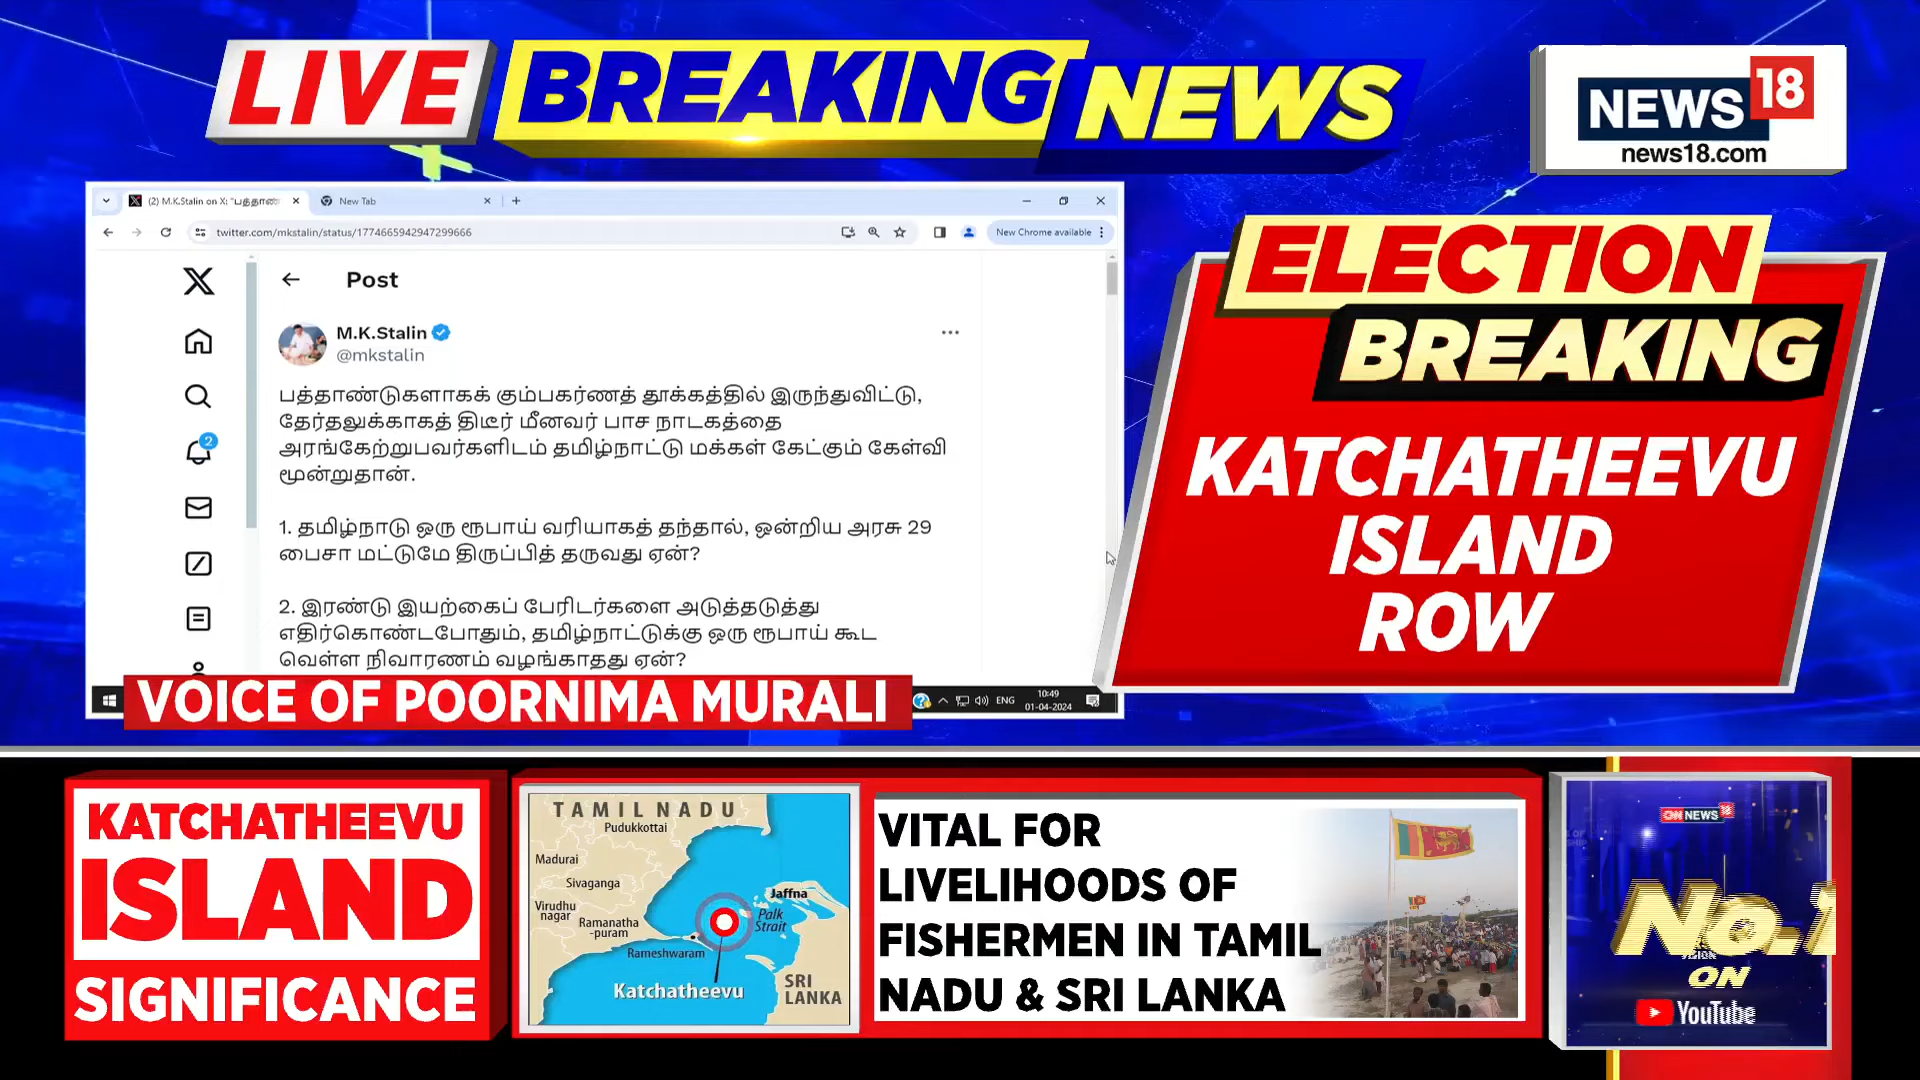 LIVE BREAKING NEWS
NEWS 18
news18.com
(2) M.K.Stalin on X: "பத்தாண்
New Tab
twitter.com/mkstalin/status/1774665942947299666
New Chrome available
Post
M.K.Stalin
@mkstalin
2
பத்தாண்டுகளாகக் கும்பகர்ணத் தூக்கத்தில் இருந்துவிட்டு,
தேர்தலுக்காகத் திடீர் மீனவர் பாச நாடகத்தை
அரங்கேற்றுபவர்களிடம் தமிழ்நாட்டு மக்கள் கேட்கும் கேள்வி
மூன்றுதான்.
1. தமிழ்நாடு ஒரு ரூபாய் வரியாகத் தந்தால், ஒன்றிய அரசு 29
பைசா மட்டுமே திருப்பித் தருவது ஏன்?
2. இரண்டு இயற்கைப் பேரிடர்களை அடுத்தடுத்து
எதிர்கொண்டபோதும், தமிழ்நாட்டுக்கு ஒரு ரூபாய் கூட
வெள்ள நிவாரணம் வழங்காதது ஏன்?
ENG
10:49
01-04-2024
VOICE OF POORNIMA MURALI
ELECTION
BREAKING
KATCHATHEEVU
ISLAND
ROW
KATCHATHEEVU
ISLAND
SIGNIFICANCE
TAMIL NADU
Pudukkottai
Madurai
Sivaganga
Virudhu
nagar
Ramanatha
-puram
Rameshwaram
Jaffna
Palk
Strait
Katchatheevu
SRI
LANKA
VITAL FOR
LIVELIHOODS OF
FISHERMEN IN TAMIL
NADU & SRI LANKA
CNN NEWS 18
No.1
ON
YouTube